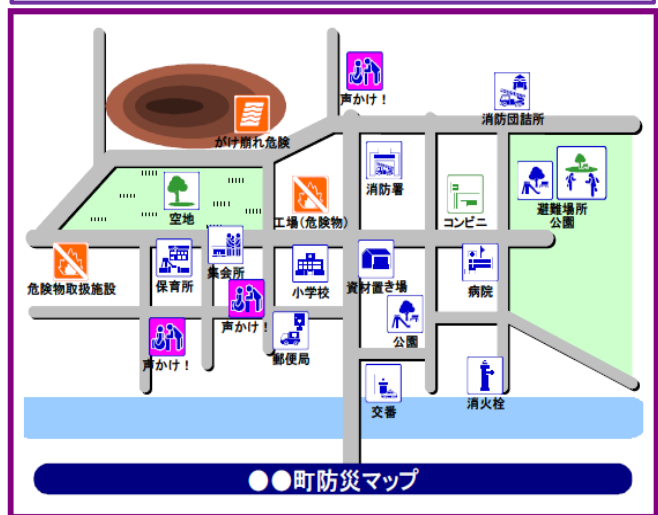 声かけ！
消防団詰所
がけ崩れ危険
消防署
空地
工場(危険物)
コンビニ
避難場所
公園
危険物取扱施設
保育所
集会所
小学校
資材置き場
病院
声かけ！
公園
郵便局
声かけ！
交番
消火栓
●●町防災マップ